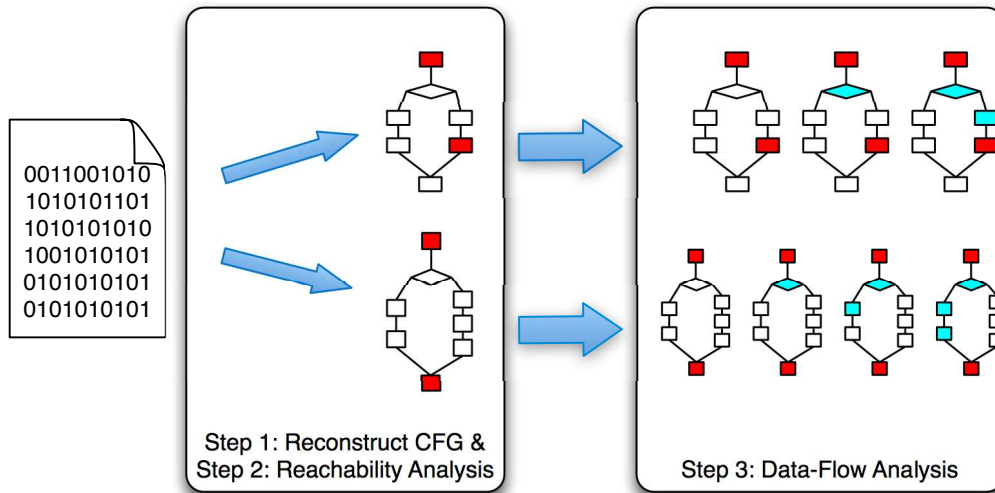 0011001010
1010101101
1010101010
1001010101
0101010101
0101010101
Step 1: Reconstruct CFG &
Step 2: Reachability Analysis
Step 3: Data-Flow Analysis